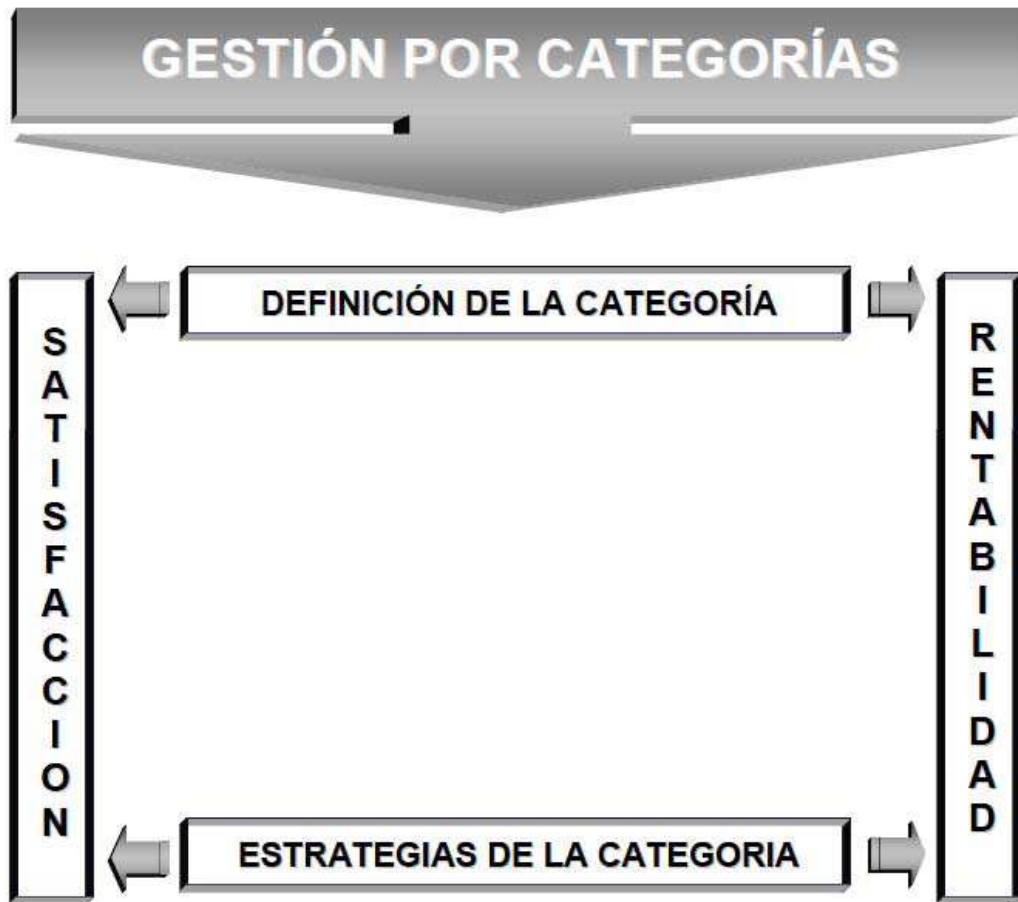 GESTIÓN POR CATEGORÍAS
DEFINICIÓN DE LA CATEGORÍA
SATISFACCION
RENTABILIDAD
ESTRATEGIAS DE LA CATEGORIA